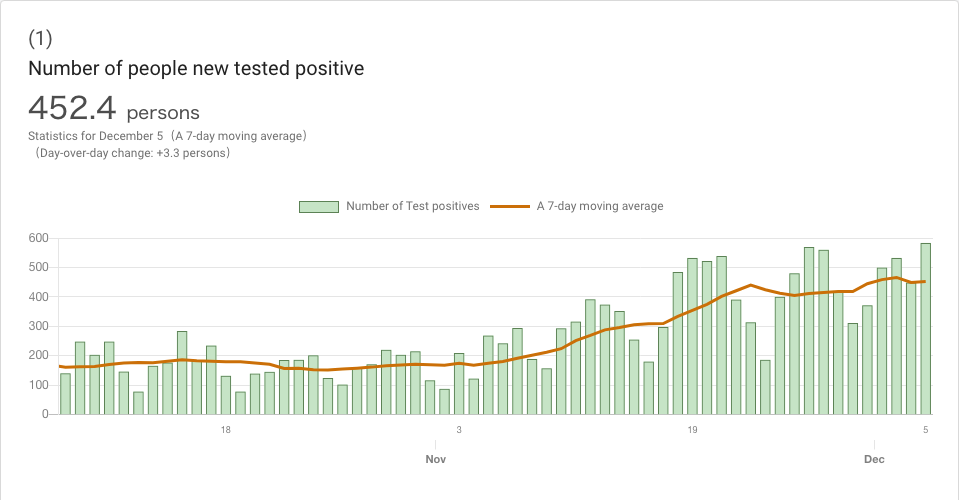 (1)
Number of people new tested positive
452.4 persons
Statistics for December 5（A 7-day moving average）
（Day-over-day change: +3.3 persons）
Number of Test positives A 7-day moving average
600
500
400
300
200
100
0
18 3 19 5
Nov Dec